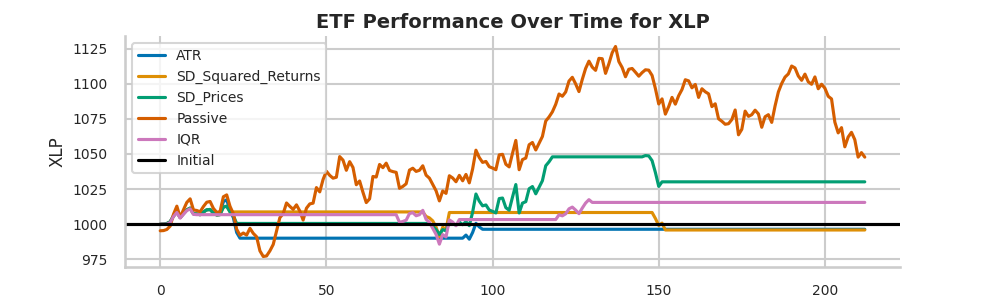 ETF Performance Over Time for XLP
XLP
1125
1100
1075
1050
1025
1000
975
ATR
SD_Squared_Returns
SD_Prices
Passive
IQR
Initial
0
50
100
150
200